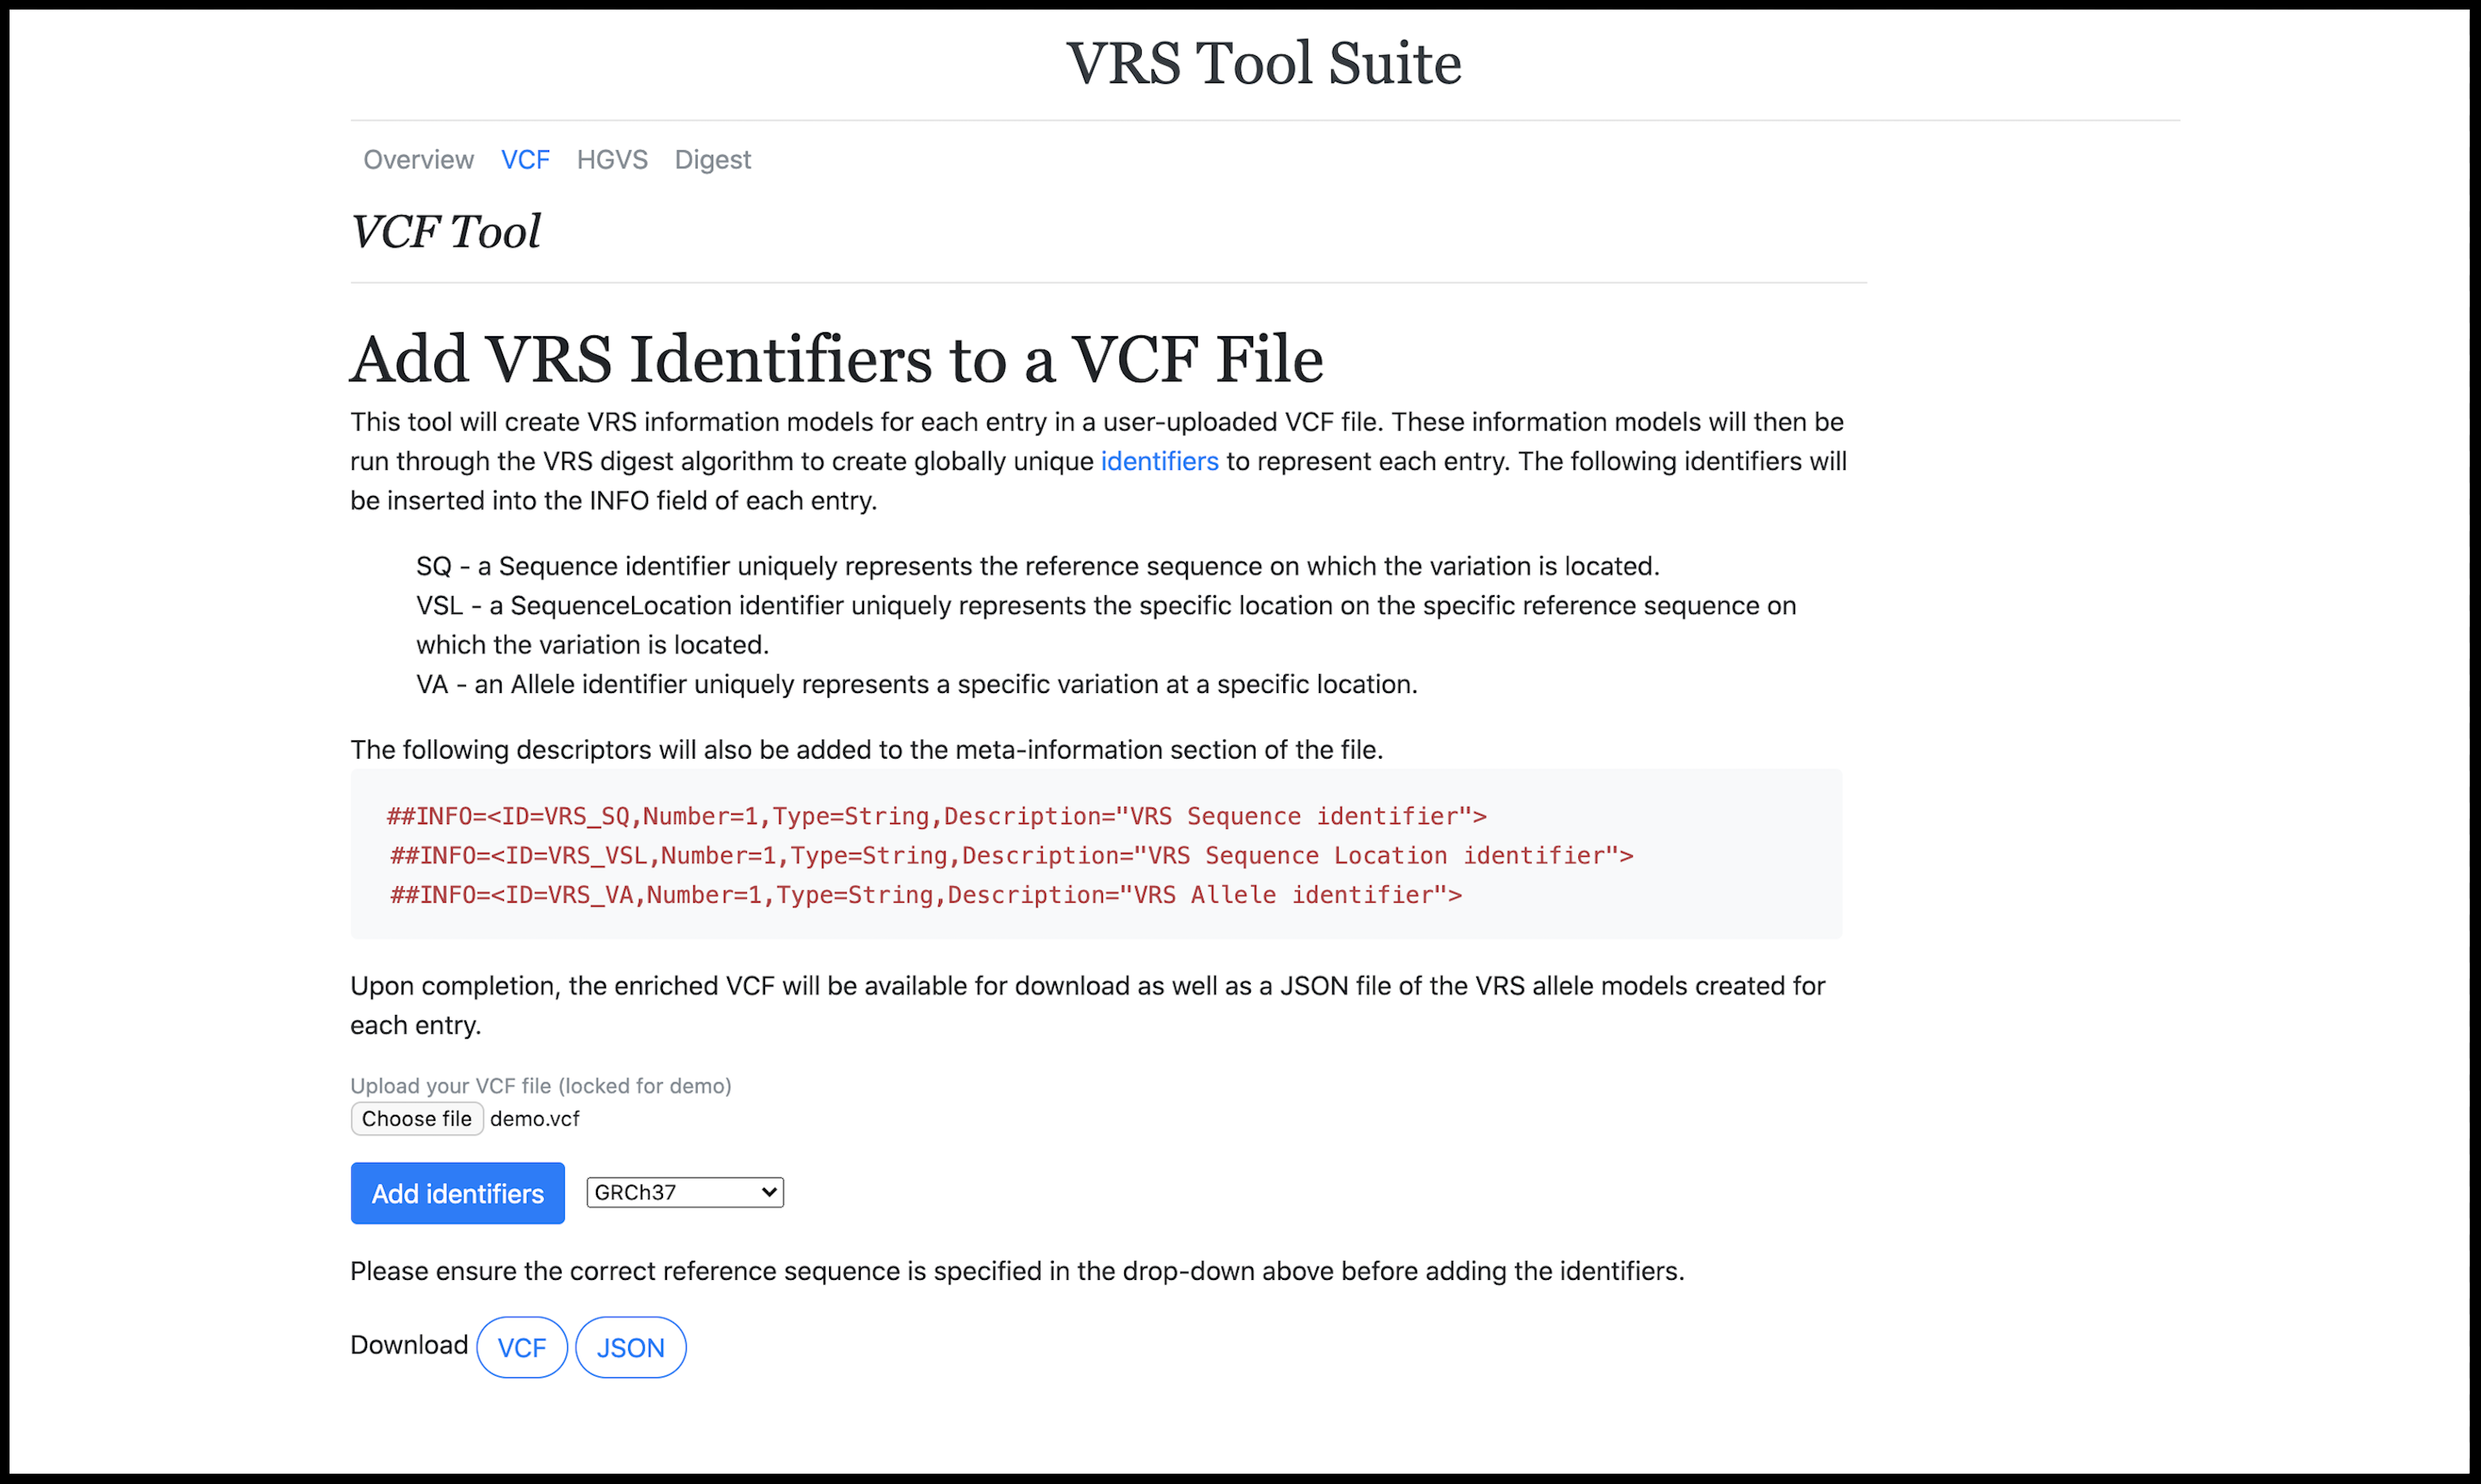 VRS Tool Suite
Overview VCF HGVS Digest
VCF Tool
Add VRS Identifiers to a VCF File
This tool will create VRS information models for each entry in a user-uploaded VCF file. These information models will then be
run through the VRS digest algorithm to create globally unique identifiers to represent each entry. The following identifiers will
be inserted into the INFO field of each entry.
SQ - a Sequence identifier uniquely represents the reference sequence on which the variation is located.
VSL - a SequenceLocation identifier uniquely represents the specific location on the specific reference sequence on
which the variation is located.
VA - an Allele identifier uniquely represents a specific variation at a specific location.
The following descriptors will also be added to the meta-information section of the file.
##INFO=<ID=VRS_SQ,Number=1,Type=String,Description="VRS Sequence identifier">
##INFO=<ID=VRS_VSL,Number=1,Type=String,Description="VRS Sequence Location identifier">
##INFO=<ID=VRS_VA,Number=1,Type=String,Description="VRS Allele identifier">
Upon completion, the enriched VCF will be available for download as well as a JSON file of the VRS allele models created for
each entry.
Upload your VCF file (locked for demo)
Choose file demo.vcf
Add identifiers GRCh37
Please ensure the correct reference sequence is specified in the drop-down above before adding the identifiers.
Download VCF JSON